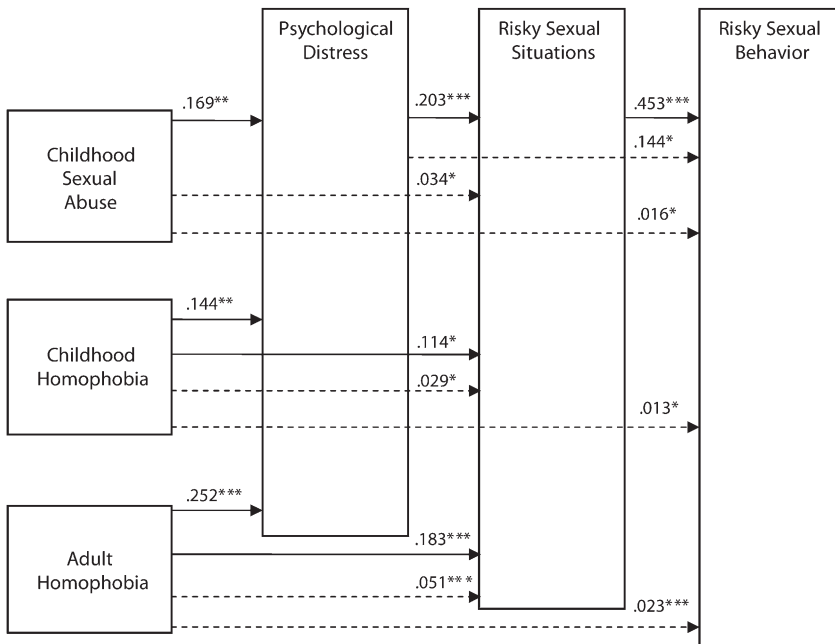 Psychological
Distress
Risky Sexual
Situations
Risky Sexual
Behavior
.169**
.203***
.453***
.144*
Childhood
Sexual
Abuse
.034*
.016*
.144**
.114*
Childhood
Homophobia
.029*
.013*
.252***
.183***
Adult
Homophobia
.051***
.023***